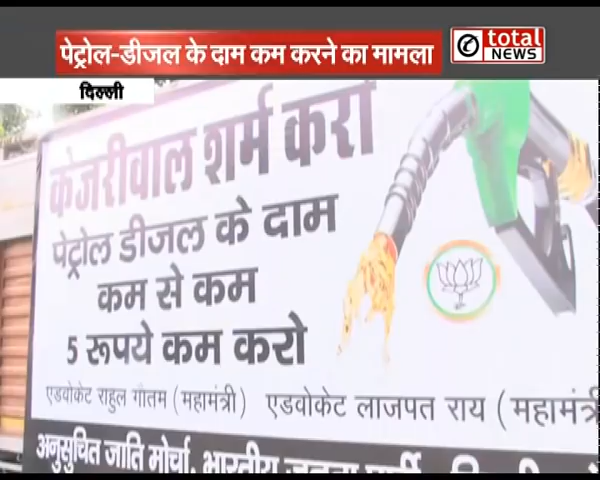 पेट्रोल-डीजल के दाम कम करने का मामला
total
NEWS
दिल्ली
केजरीवाल शर्म करो
पेट्रोल डीजल के दाम
कम से कम
5 रूपये कम करो
एडवोकेट राहुल गौतम (महामंत्री) एडवोकेट लाजपत राय (महामंत्री
अनुसूचित जाति मोर्चा, भारतीय जनता पार्टी,